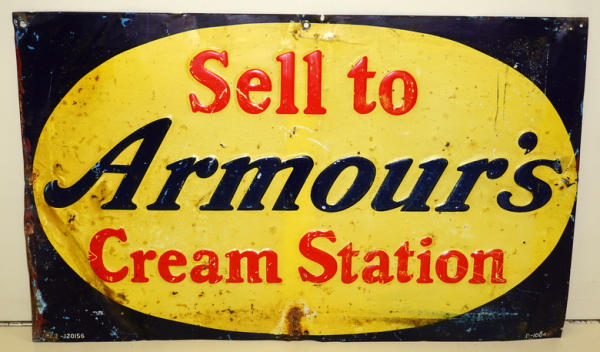 Sell to
Armour's
Cream Station